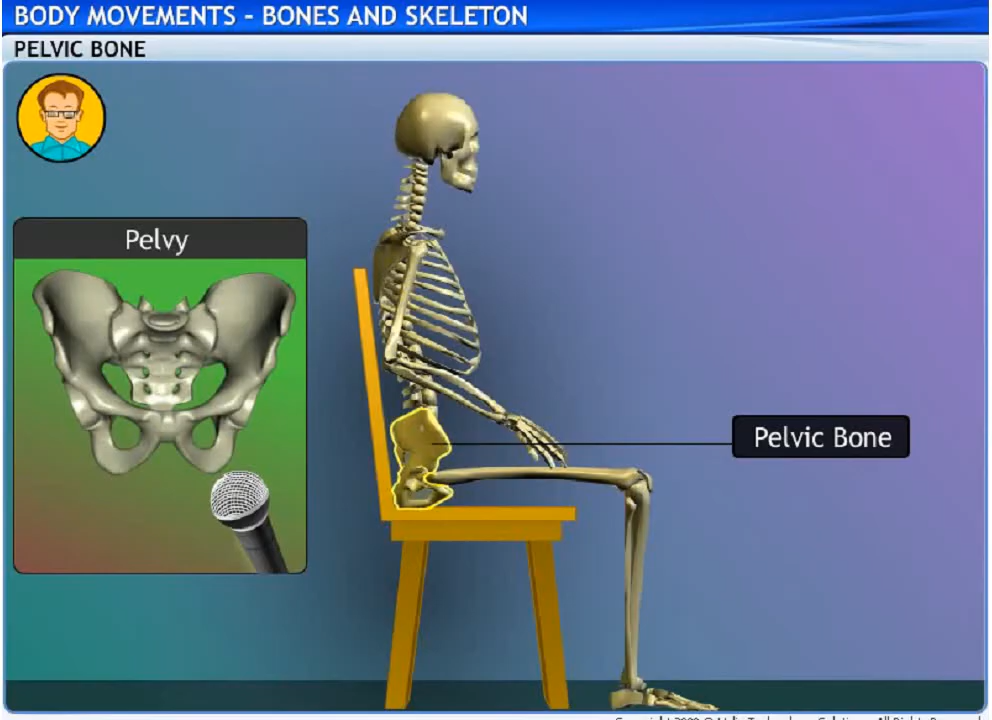 BODY MOVEMENTS - BONES AND SKELETON
PELVIC BONE
Pelvy
Pelvic Bone